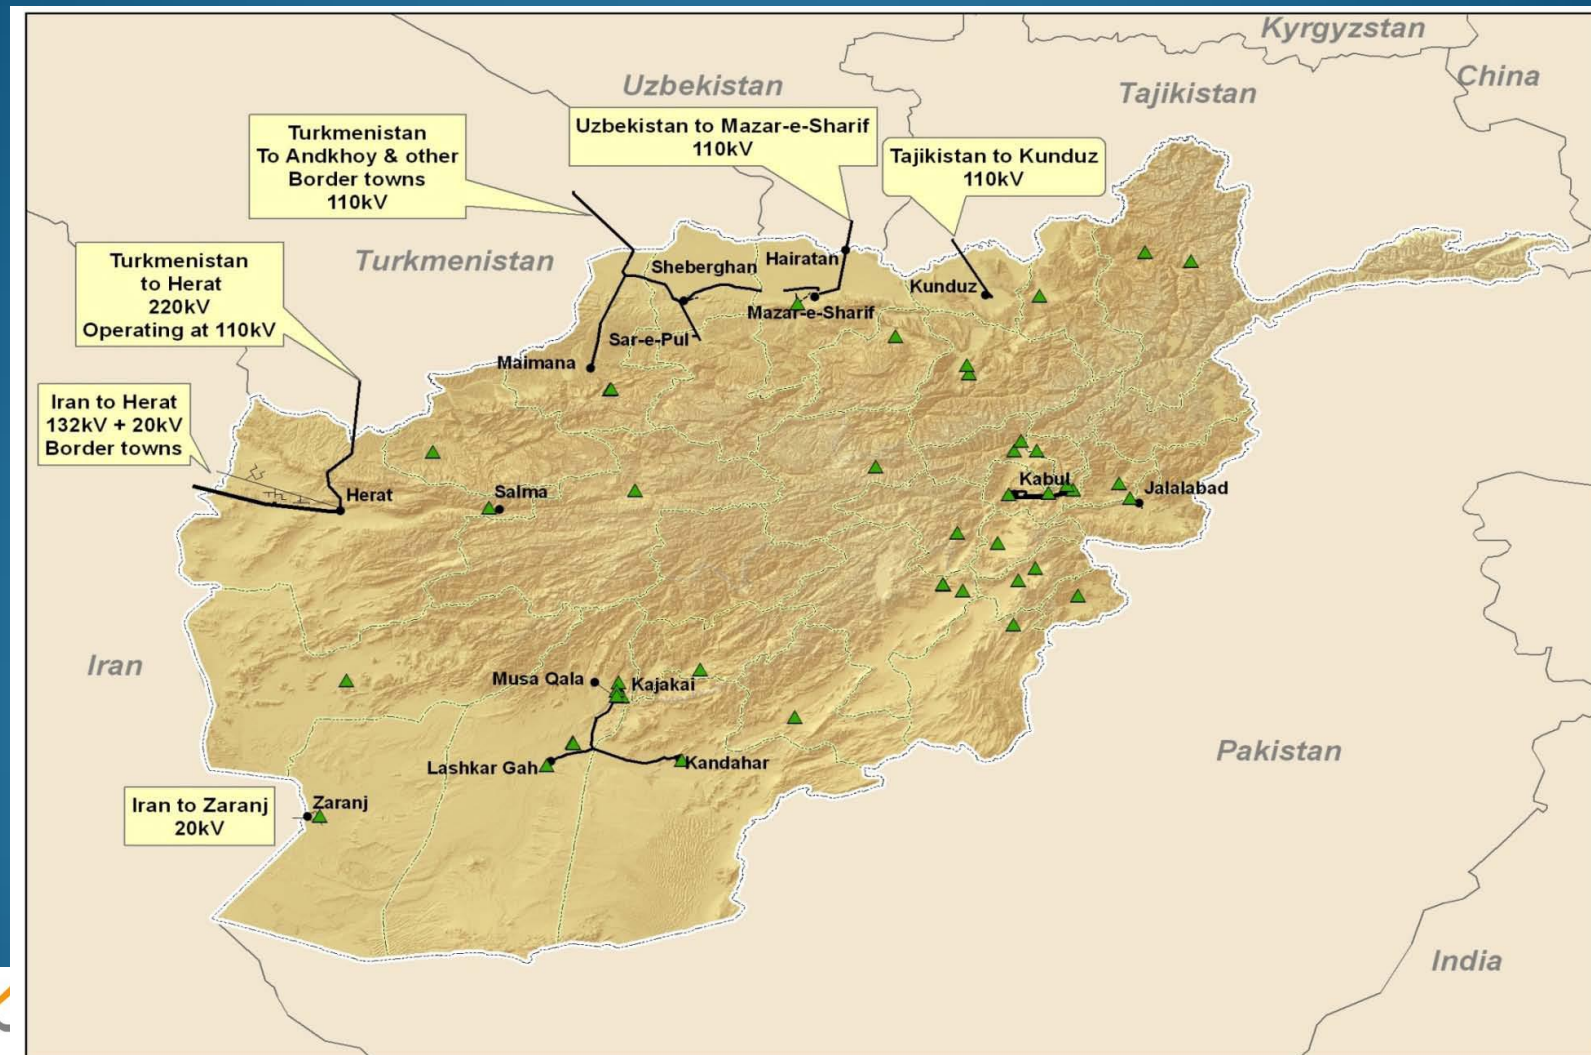 Kyrgyzstan
China
Uzbekistan
Tajikistan
Turkmenistan
To Andkhoy & other
Border towns
110kV
Uzbekistan to Mazar-e-Sharif
110kV
Tajikistan to Kunduz
110kV
Turkmenistan
Turkmenistan
to Herat
220kV
Operating at 110kV
Sheberghan
Hairatan
Kunduz
Mazar-e-Sharif
Sar-e-Pul
Maimana
Iran to Herat
132kV + 20kV
Border towns
Herat
Salma
Kabul
Jalalabad
Iran
Musa Qala
Kajakai
Lashkar Gah
Kandahar
Pakistan
Iran to Zaranj
20kV
Zaranj
India